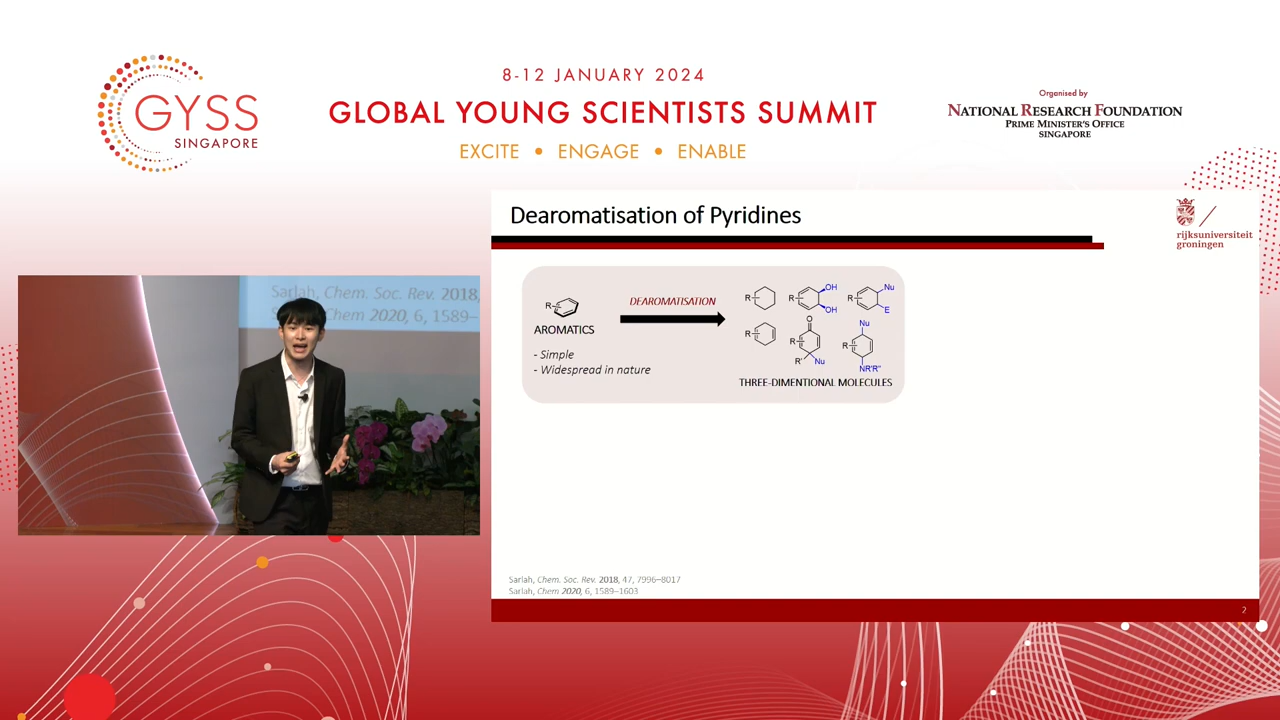 8-12 JANUARY 2024
GLOBAL YOUNG SCIENTISTS SUMMIT
EXCITE • ENGAGE • ENABLE
GYSS
SINGAPORE
Organised by
NATIONAL RESEARCH FOUNDATION
PRIME MINISTER'S OFFICE
SINGAPORE
Dearomatisation of Pyridines
rijksuniversiteit
groningen
R
AROMATICS
- Simple
- Widespread in nature
DEAROMATISATION
R
R
OH
OH
R
Nu
E
R
O
R
R'
Nu
Nu
R
NR'R''
THREE-DIMENTIONAL MOLECULES
Sarlah, Chem. Soc. Rev. 2018, 47, 7996–8017
Sarlah, Chem 2020, 6, 1589–1603
2
Sarlah, Chem. Soc. Rev. 2018,
Chem 2020, 6, 1589–